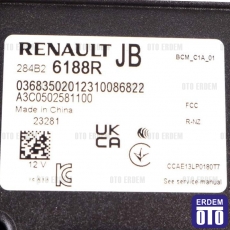 RENAULT JB
BCM_C1A_01
284B2 6188R
03683502012310086822
A3C0502581100
Made in China
23281
FCC
R-NZ
UK CA
12 V
CCAE13LP0180T7
See service manual
ERDEM
OTO